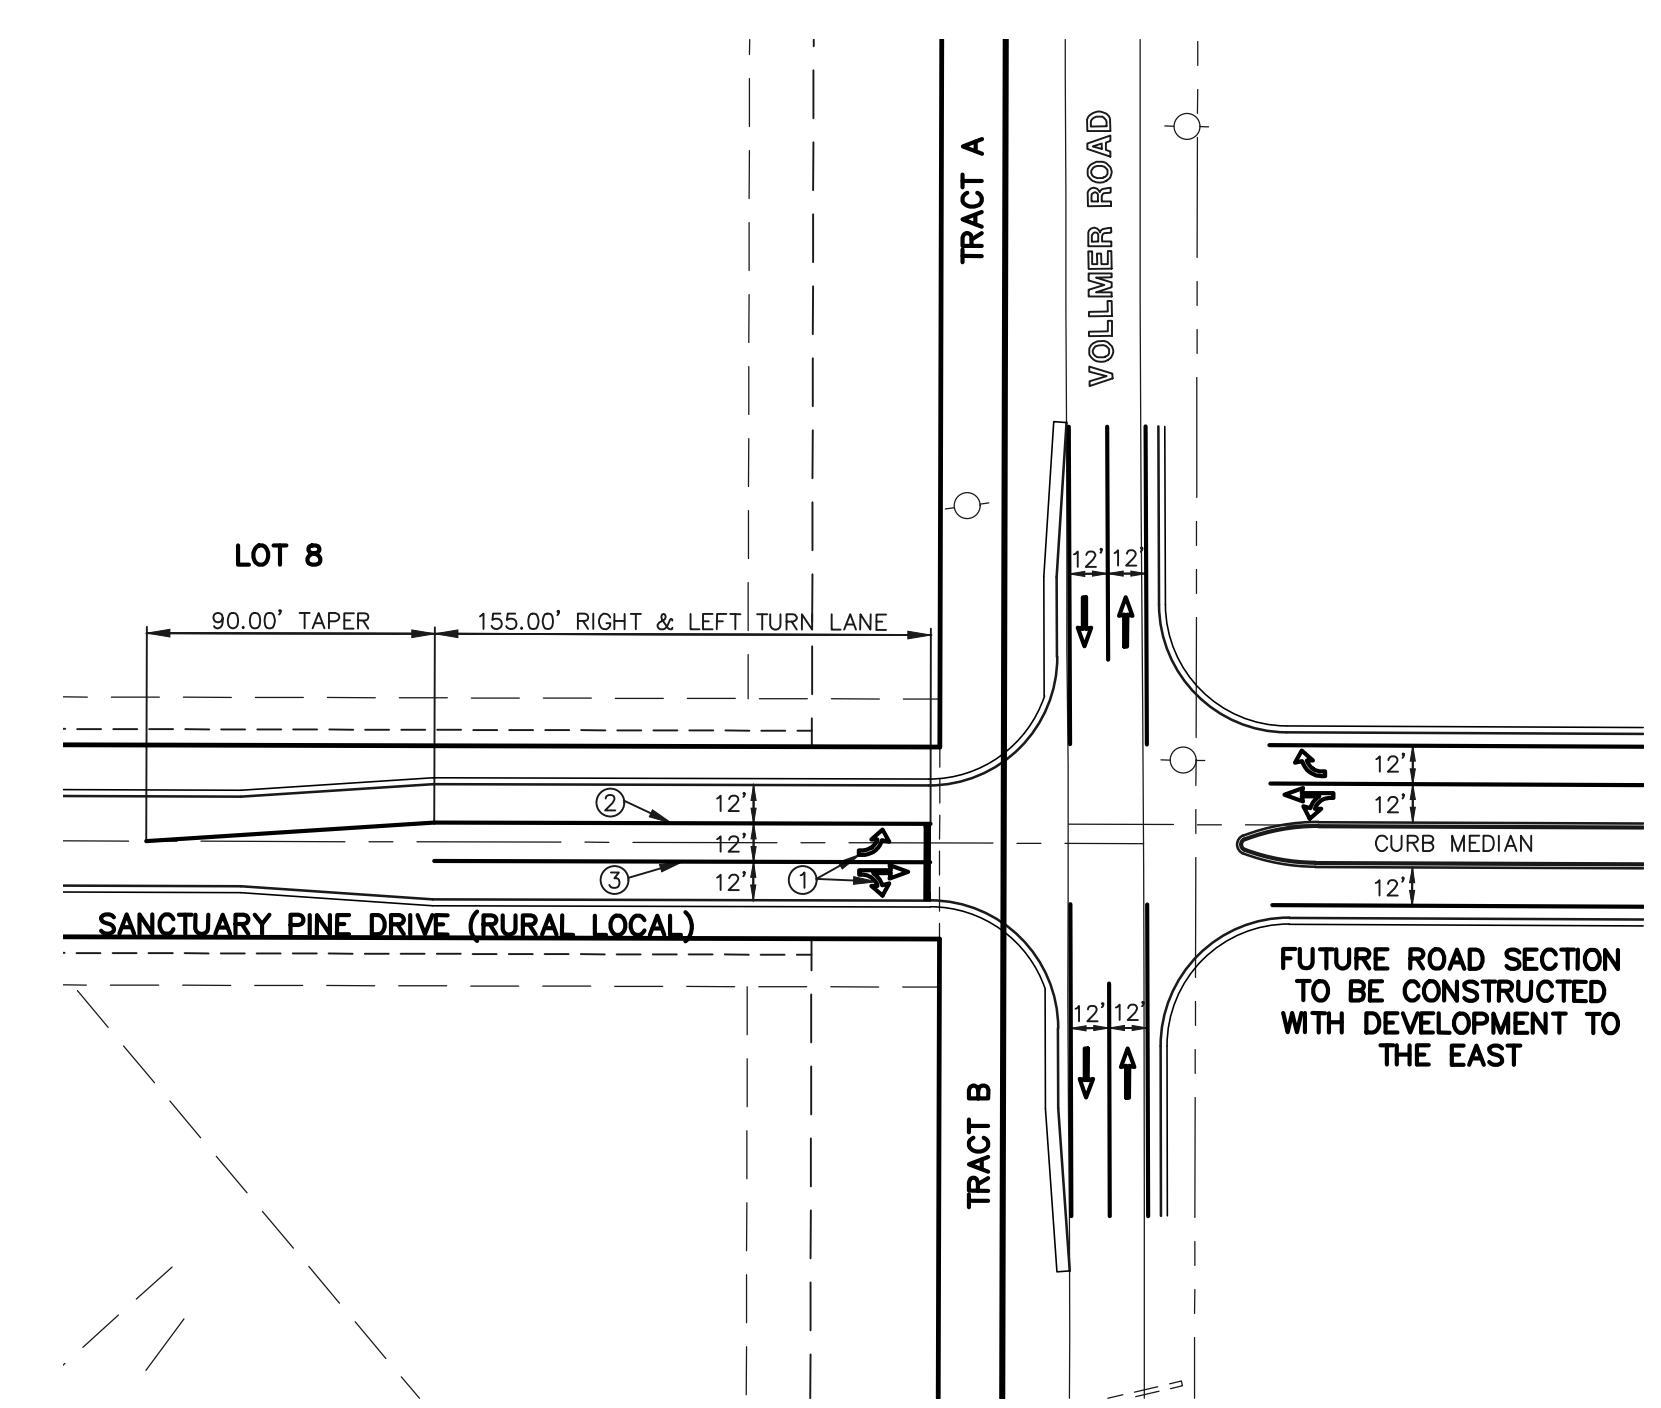 TRACT A
VOLLMER ROAD
LOT 8
12' 12'
90.00' TAPER
155.00' RIGHT & LEFT TURN LANE
12'
2
12'
12'
12'
CURB MEDIAN
12'
3
12'
1
12'
SANCTUARY PINE DRIVE (RURAL LOCAL)
FUTURE ROAD SECTION
TO BE CONSTRUCTED
WITH DEVELOPMENT TO
THE EAST
12' 12'
TRACT B